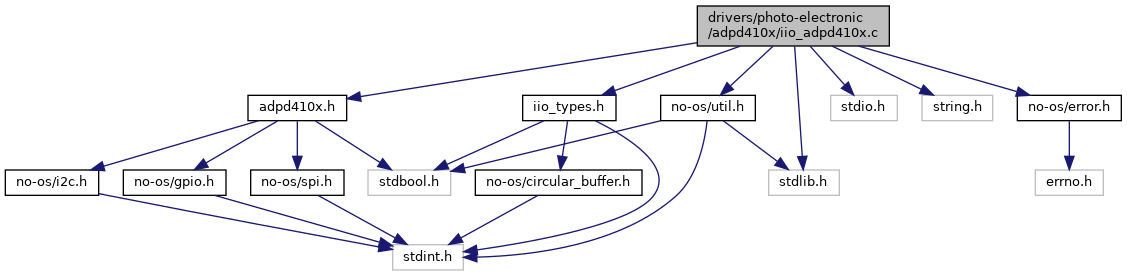 drivers/photo-electronic
/adpd410x/iio_adpd410x.c
adpd410x.h
iio_types.h
no-os/util.h
stdio.h
string.h
no-os/error.h
no-os/i2c.h
no-os/gpio.h
no-os/spi.h
stdbool.h
no-os/circular_buffer.h
stdlib.h
errno.h
stdint.h